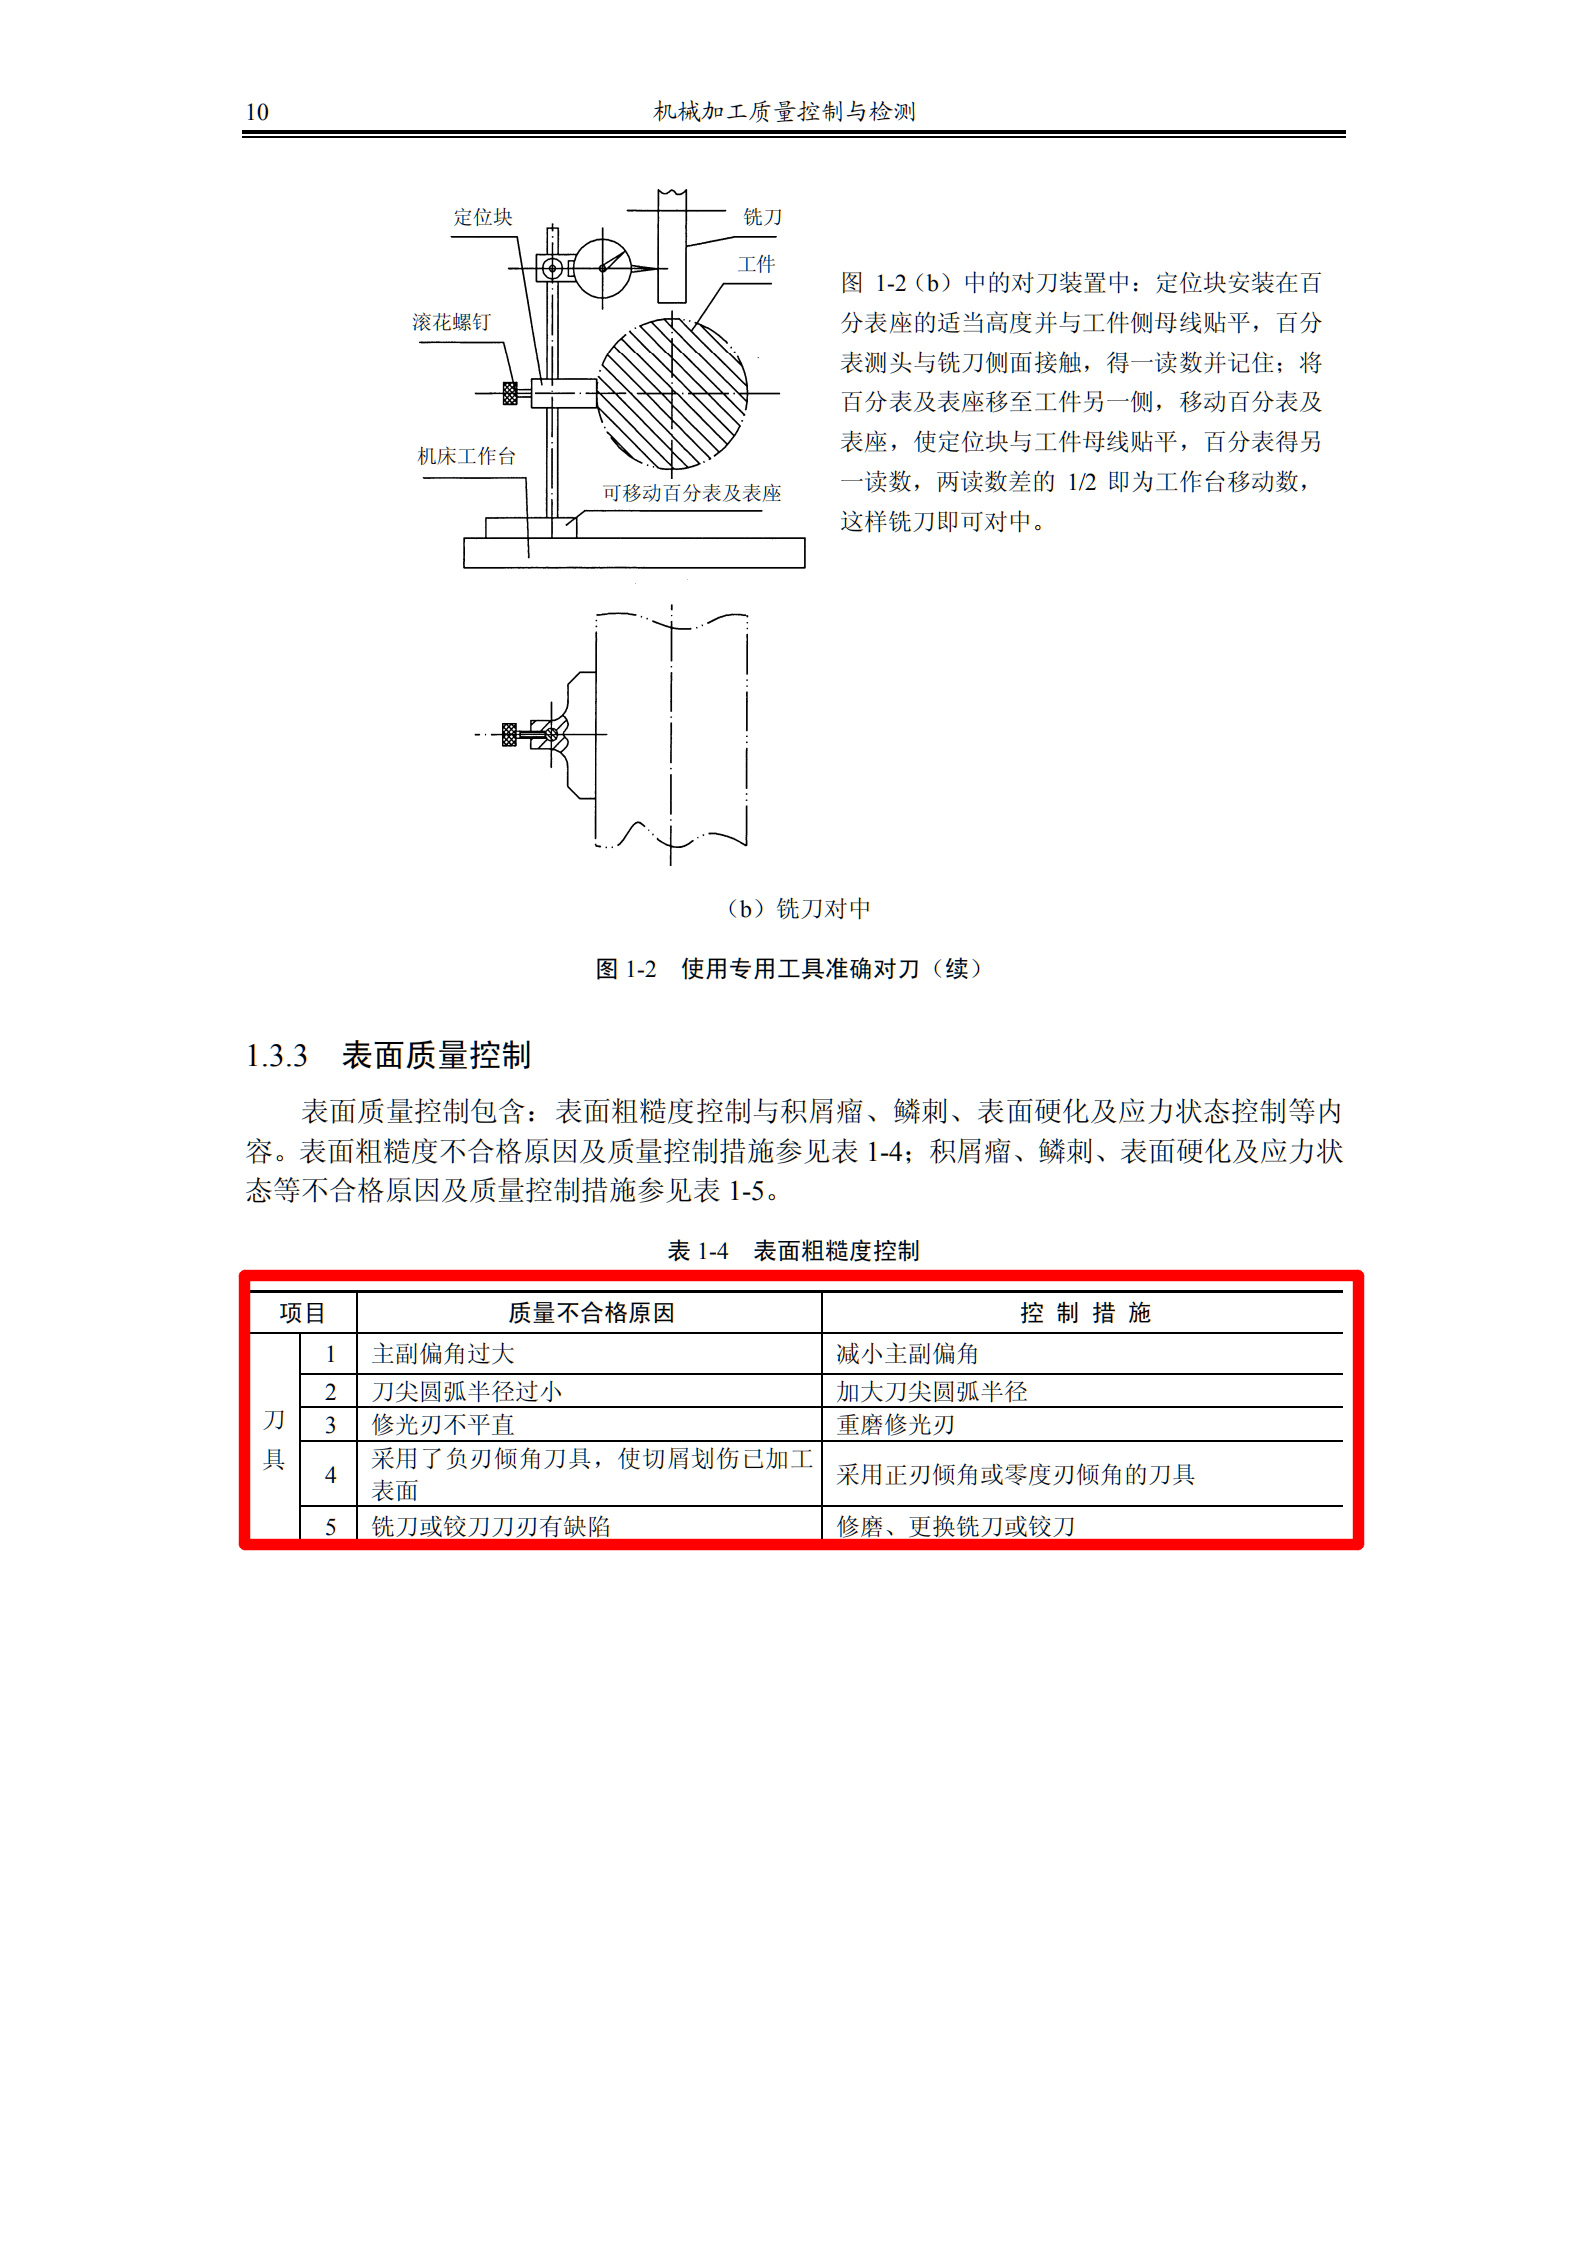 10
机械加工质量控制与检测
定位块
铣刀
工件
滚花螺钉
机床工作台
可移动百分表及表座
图 1-2（b）中的对刀装置中：定位块安装在百
分表座的适当高度并与工件侧母线贴平，百分
表测头与铣刀侧面接触，得一读数并记住；将
百分表及表座移至工件另一侧，移动百分表及
表座，使定位块与工件母线贴平，百分表得另
一读数，两读数差的 1/2 即为工作台移动数，
这样铣刀即可对中。
（b）铣刀对中
图 1-2 使用专用工具准确对刀（续）
1.3.3 表面质量控制
表面质量控制包含：表面粗糙度控制与积屑瘤、鳞刺、表面硬化及应力状态控制等内
容。表面粗糙度不合格原因及质量控制措施参见表 1-4；积屑瘤、鳞刺、表面硬化及应力状
态等不合格原因及质量控制措施参见表 1-5。
表 1-4 表面粗糙度控制
项目 质量不合格原因 控 制 措 施
刀具
1 主副偏角过大 减小主副偏角
2 刀尖圆弧半径过小 加大刀尖圆弧半径
3 修光刃不平直 重磨修光刃
4 采用了负刃倾角刀具，使切屑划伤已加工
表面 采用正刃倾角或零度刃倾角的刀具
5 铣刀或铰刀刀刃有缺陷 修磨、更换铣刀或铰刀